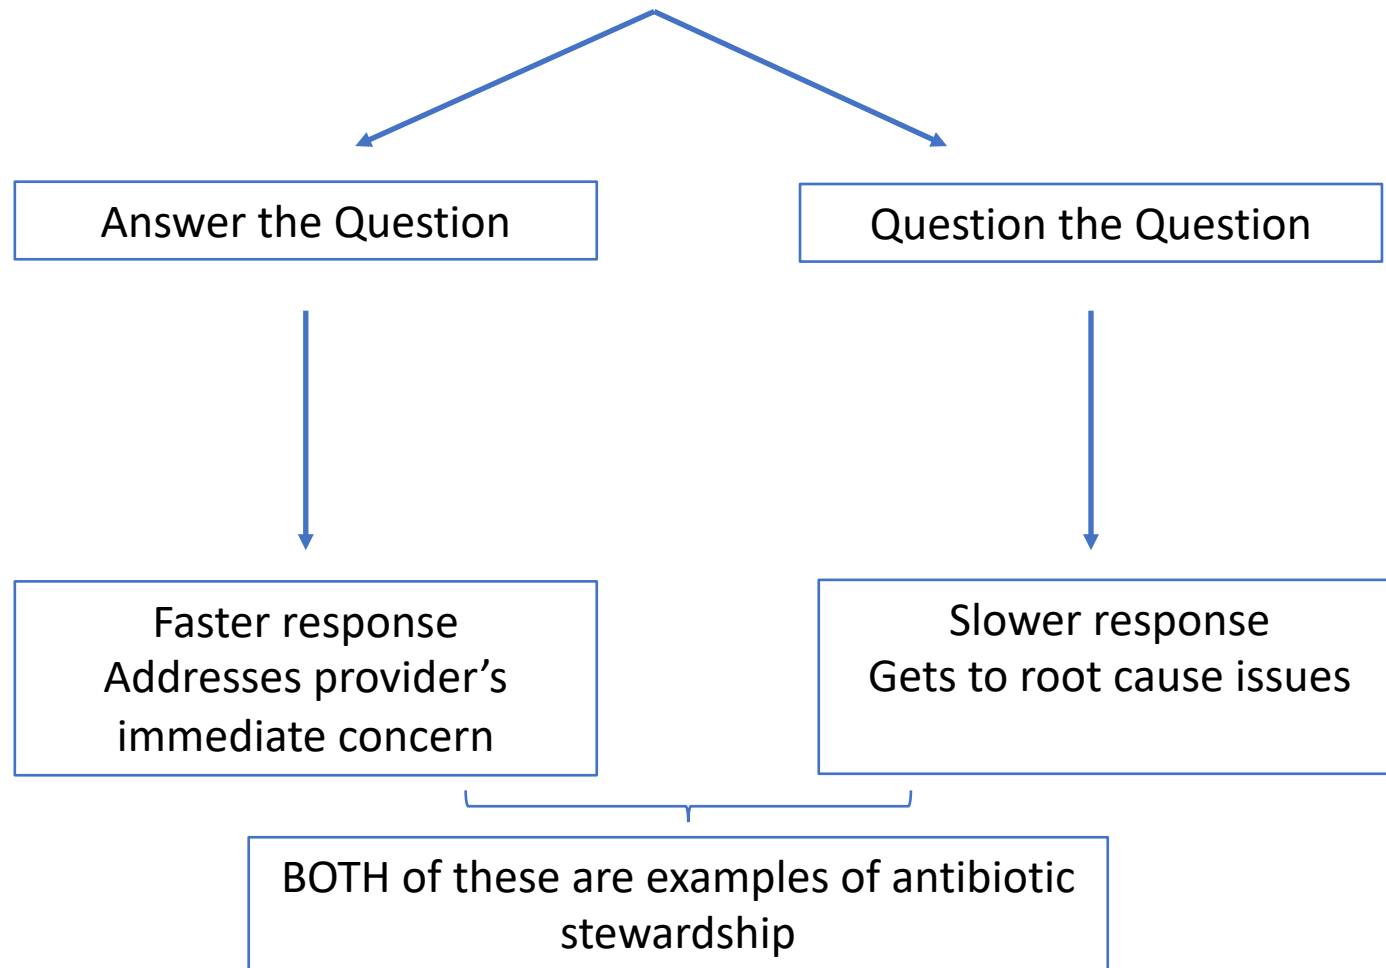 Answer the Question
Question the Question
Faster response
Addresses provider’s
immediate concern
Slower response
Gets to root cause issues
BOTH of these are examples of antibiotic
stewardship